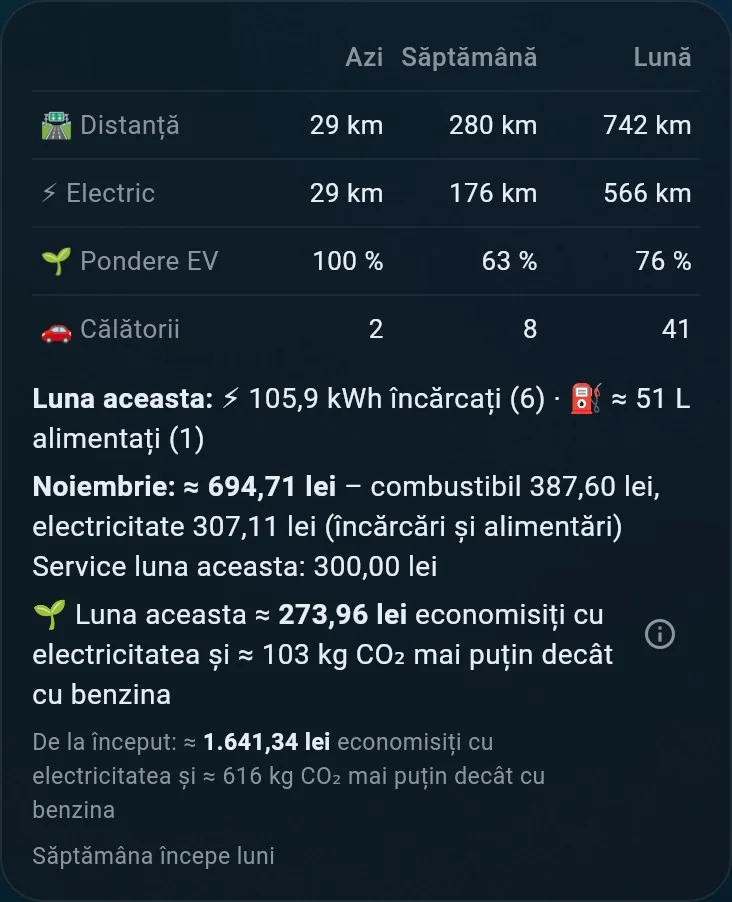 Azi Săptămână Lună
🛣️ Distanță 29 km 280 km 742 km
⚡ Electric 29 km 176 km 566 km
🌱 Pondere EV 100 % 63 % 76 %
🚗 Călătorii 2 8 41
Luna aceasta: ⚡ 105,9 kWh încărcați (6) · ⛽ ≈ 51 L
alimentați (1)
Noiembrie: ≈ 694,71 lei – combustibil 387,60 lei,
electricitate 307,11 lei (încărcări și alimentări)
Service luna aceasta: 300,00 lei
🌱 Luna aceasta ≈ 273,96 lei economisiți cu
electricitatea și ≈ 103 kg CO₂ mai puțin decât
cu benzina
De la început: ≈ 1.641,34 lei economisiți cu
electricitatea și ≈ 616 kg CO₂ mai puțin decât cu
benzina
Săptămâna începe luni